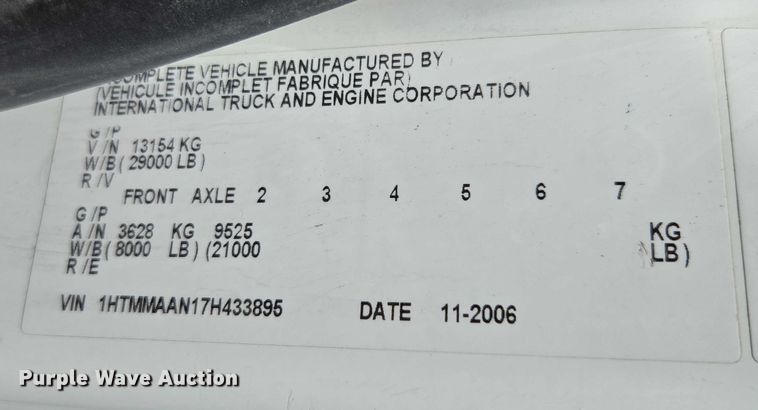 INCOMPLETE VEHICLE MANUFACTURED BY
(VEHICULE INCOMPLET FABRIQUE PAR)
INTERNATIONAL TRUCK AND ENGINE CORPORATION
G /P
V /N 13154 KG
W/B( 29000 LB )
R /V
FRONT AXLE 2 3 4 5 6 7
G /P
A /N 3628 KG 9525 KG
W/B( 8000 LB) (21000 LB)
R /E
VIN 1HTMMAAN17H433895 DATE 11-2006
Purple Wave Auction